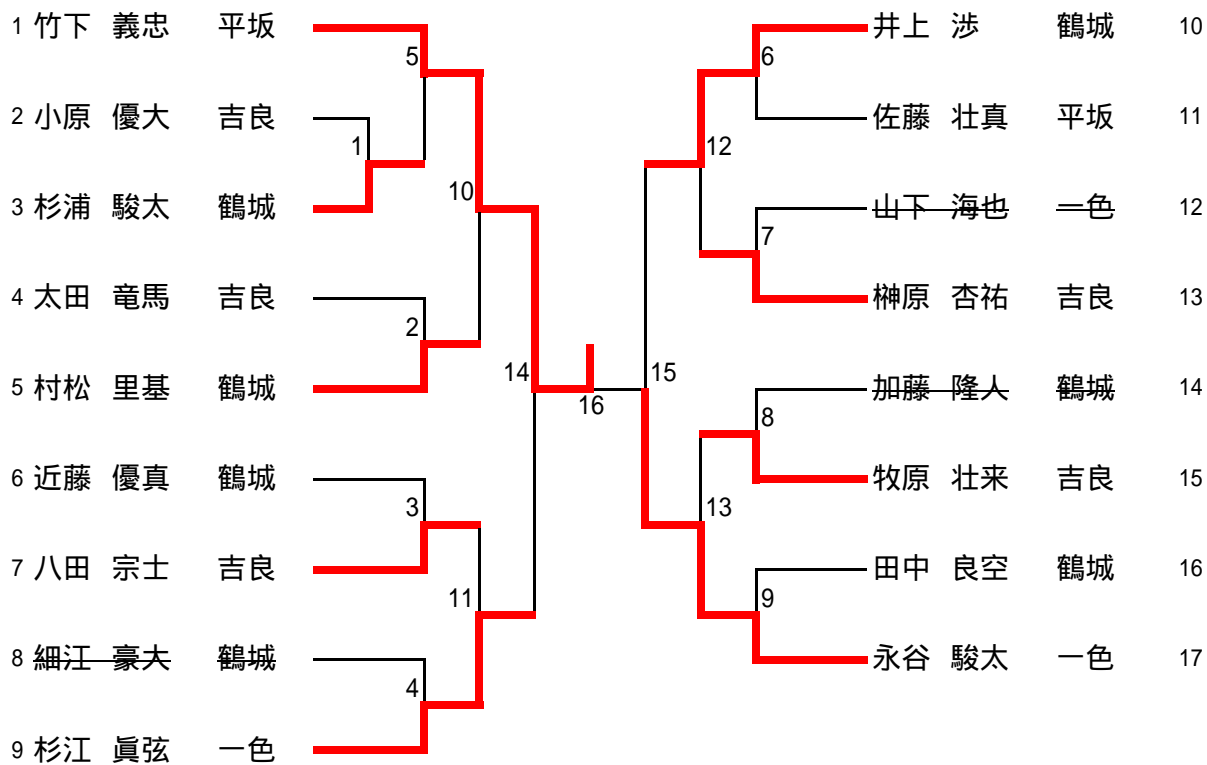 1 竹下 義忠 平坂
2 小原 優大 吉良
3 杉浦 駿太 鶴城
4 太田 竜馬 吉良
5 村松 里基 鶴城
6 近藤 優真 鶴城
7 八田 宗士 吉良
8 細江 豪大 鶴城
9 杉江 眞弦 一色
5
1
10
2
14
3
11
4
16
15
6
12
7
8
13
9
井上 渉 鶴城 10
佐藤 壮真 平坂 11
山下 海也 一色 12
榊原 杏祐 吉良 13
加藤 隆人 鶴城 14
牧原 壮来 吉良 15
田中 良空 鶴城 16
永谷 駿太 一色 17